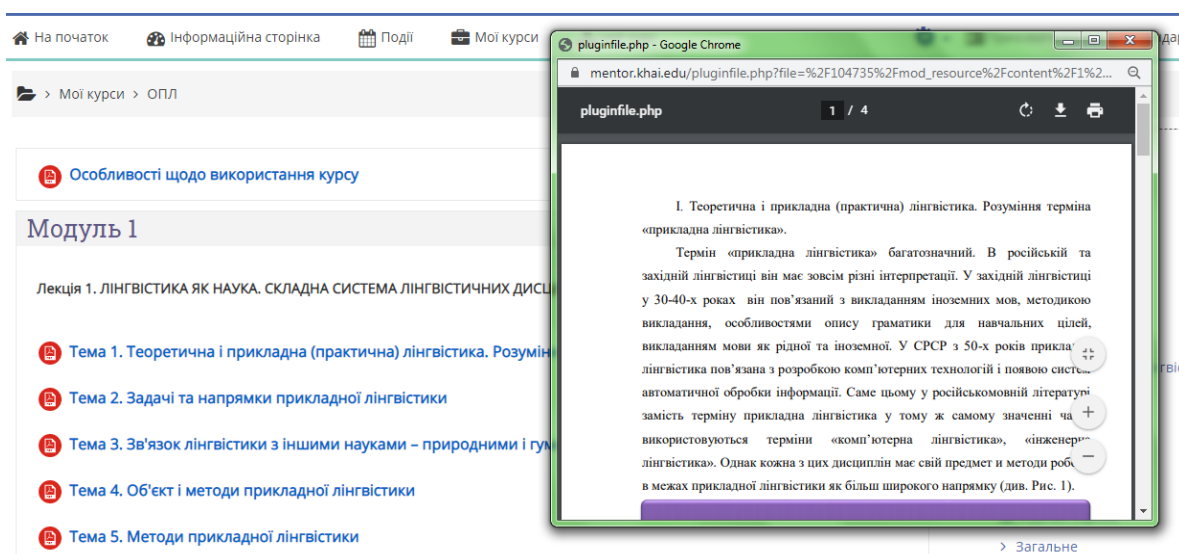 На початок
Інформаційна сторінка
Події
Мої курси
> Мої курси > ОПЛ
Особливості щодо використання курсу
Модуль 1
Лекція 1. ЛІНГВІСТИКА ЯК НАУКА. СКЛАДНА СИСТЕМА ЛІНГВІСТИЧНИХ
Тема 1. Теоретична і прикладна (практична) лінгвістика.
Тема 2. Задачі та напрямки прикладної лінгвістики
Тема 3. Зв'язок лінгвістики з іншими науками – природними і
Тема 4. Об'єкт і методи прикладної лінгвістики
Тема 5. Методи прикладної лінгвістики
pluginfile.php - Google Chrome
mentor.khai.edu/pluginfile.php?file=%2F104735%2Fmod_resource%2Fcontent%2F1%2...
pluginfile.php
1 / 4
І. Теоретична і прикладна (практична) лінгвістика. Розуміння терміна
«прикладна лінгвістика».
Термін «прикладна лінгвістика» багатозначний. В російській та
західній лінгвістиці він має зовсім різні інтерпретації. У західній лінгвістиці
у 30-40-х роках він пов’язаний з викладанням іноземних мов, методикою
викладання, особливостями опису граматики для навчальних цілей,
викладанням мови як рідної та іноземної. У СРСР з 50-х років
лінгвістика пов’язана з розробкою комп’ютерних технологій і появою
автоматичної обробки інформації. Саме цьому у російськомовній літературі
замість терміну прикладна лінгвістика у тому ж самому значенні
використовуються терміни «комп’ютерна лінгвістика», «інженерна
лінгвістика». Однак кожна з цих дисциплін має свій предмет и методи
в межах прикладної лінгвістики як більш широкого напрямку (див. Рис. 1).
> Загальне